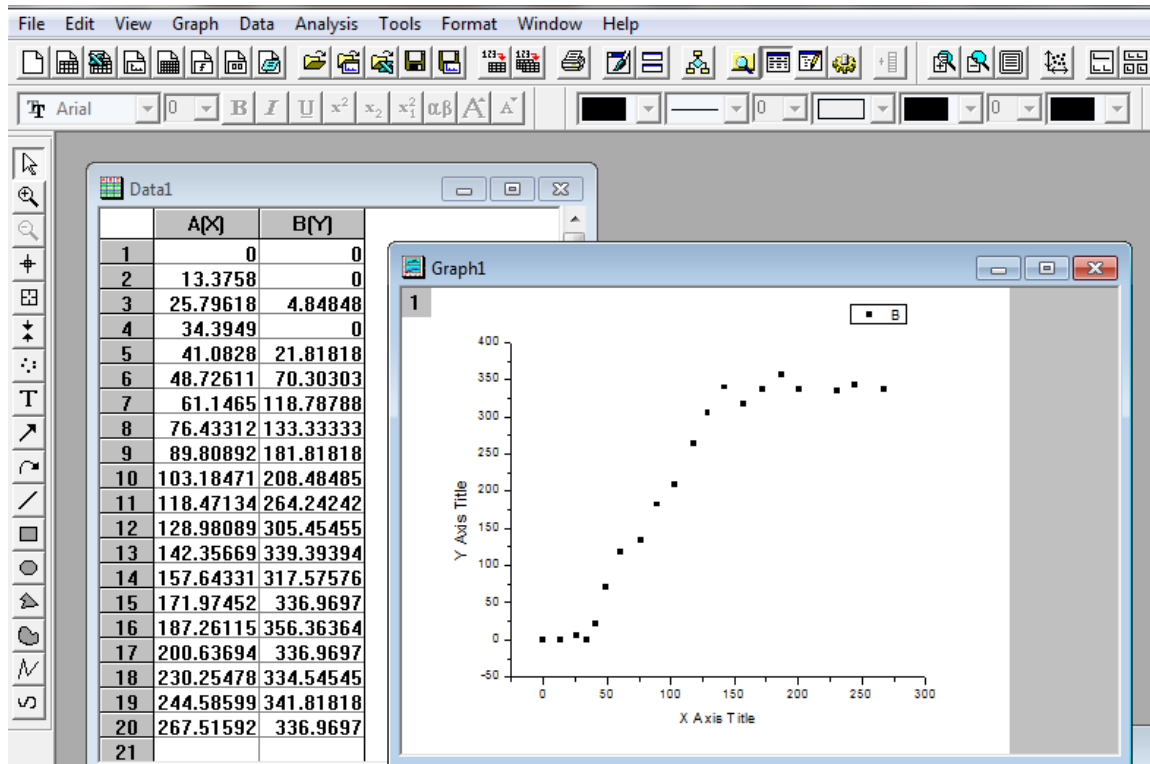 File Edit View Graph Data Analysis Tools Format Window Help
Arial 0 B I U x² x₂ x₁² αβ A A 0 0
Data1
A(X) B(Y)
1 0 0
2 13.3758 0
3 25.79618 4.84848
4 34.3949 0
5 41.0828 21.81818
6 48.72611 70.30303
7 61.1465 118.78788
8 76.43312 133.33333
9 89.80892 181.81818
10 103.18471 208.48485
11 118.47134 264.24242
12 128.98089 305.45455
13 142.35669 339.39394
14 157.64331 317.57576
15 171.97452 336.9697
16 187.26115 356.36364
17 200.63694 336.9697
18 230.25478 334.54545
19 244.58599 341.81818
20 267.51592 336.9697
21
Graph1
1
B
400
350
300
250
200
150
100
50
0
-50
Y Axis Title
0 50 100 150 200 250 300
X Axis Title
T